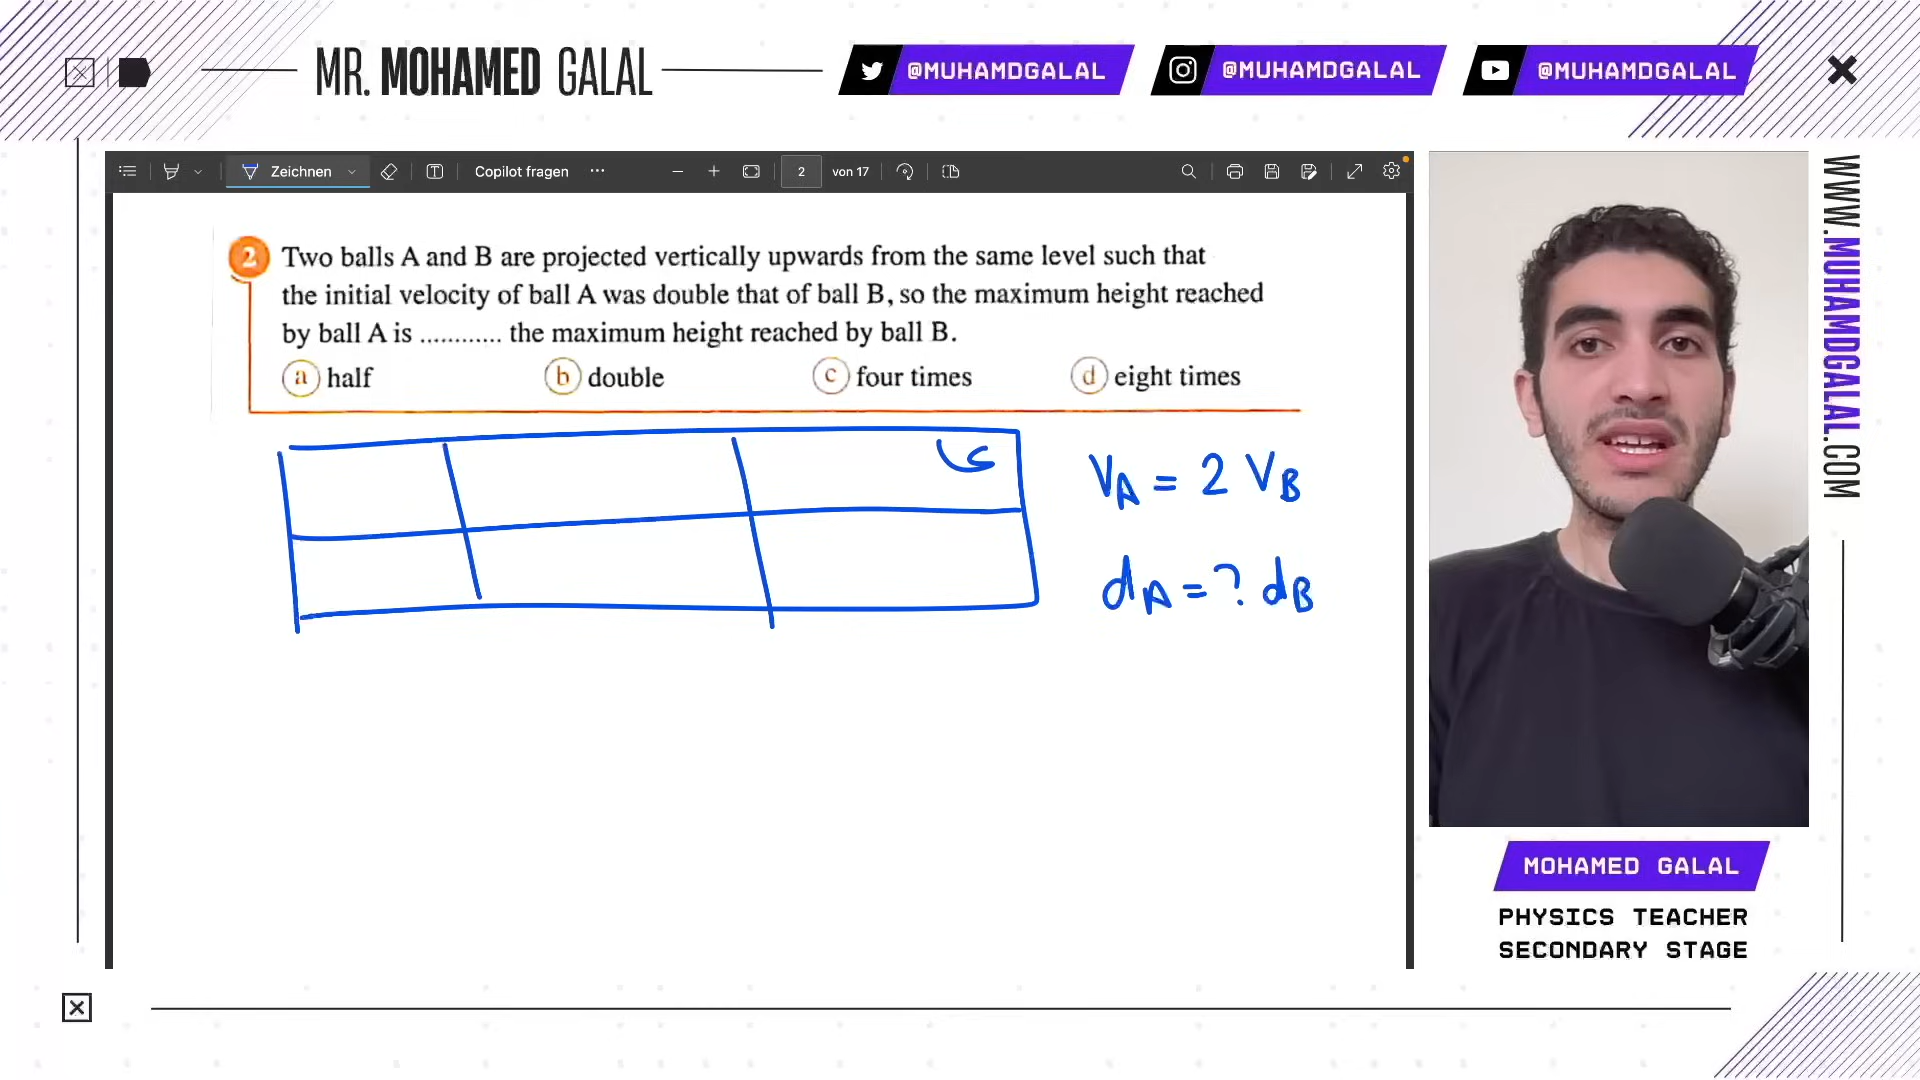 MR. MOHAMED GALAL
@MUHAMDGALAL
@MUHAMDGALAL
@MUHAMDGALAL
Zeichnen
Copilot fragen
2
von 17
2 Two balls A and B are projected vertically upwards from the same level such that
the initial velocity of ball A was double that of ball B, so the maximum height reached
by ball A is ............ the maximum height reached by ball B.
a half
b double
c four times
d eight times
VA = 2 VB
dA = ? dB
WWW.MUHAMDGALAL.COM
MOHAMED GALAL
PHYSICS TEACHER
SECONDARY STAGE